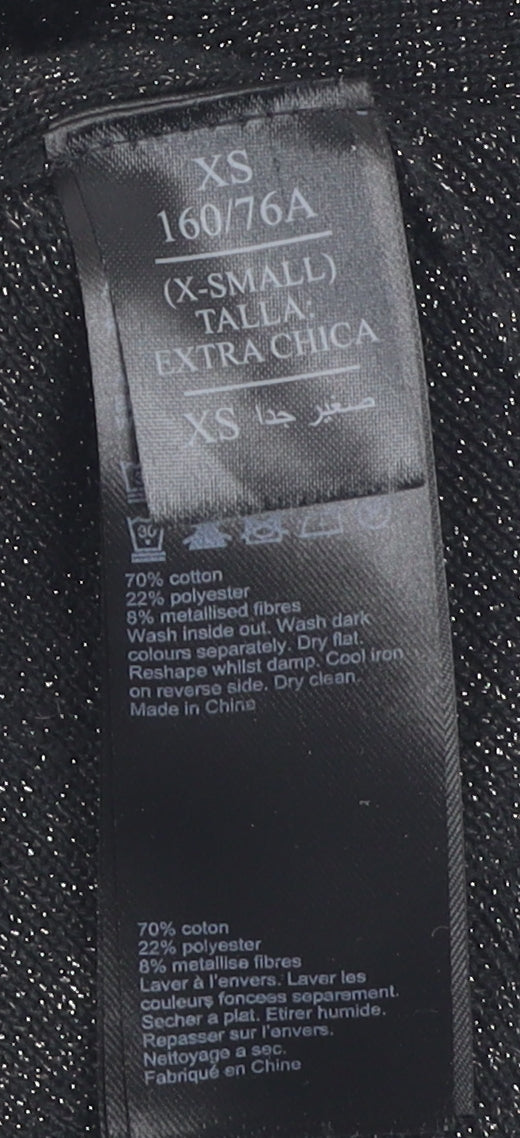 XS
160/76A
(X-SMALL)
TALLA:
EXTRA CHICA
XS صغير جدا
30
70% cotton
22% polyester
8% metallised fibres
Wash inside out. Wash dark
colours separately. Dry flat.
Reshape whilst damp. Cool iron
on reverse side. Dry clean.
Made in China
70% coton
22% polyester
8% metallise fibres
Laver à l'envers. Laver les
couleurs foncees separement.
Secher a plat. Etirer humide.
Repasser sur l'envers.
Nettoyage a sec.
Fabriqué en Chine